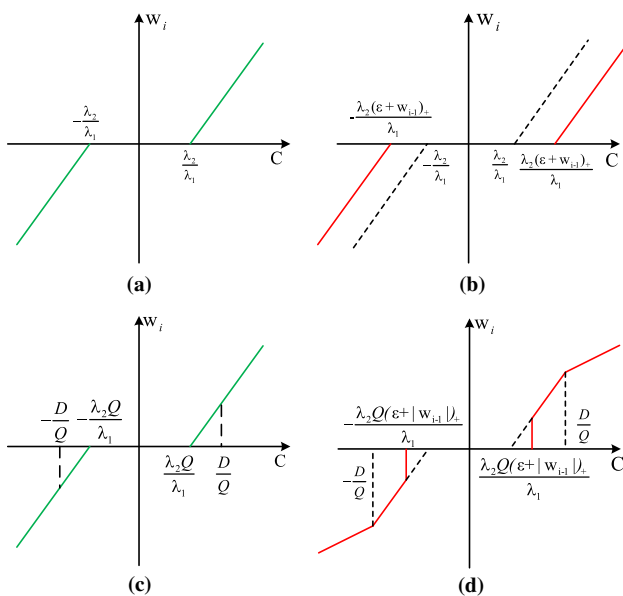 w_i
-λ₂/λ₁
λ₂/λ₁
C
(a)
w_i
-λ₂(ε+w_{i-1})₊/λ₁
-λ₂/λ₁
λ₂/λ₁
λ₂(ε+w_{i-1})₊/λ₁
C
(b)
w_i
-D/Q
-λ₂Q/λ₁
λ₂Q/λ₁
D/Q
C
(c)
w_i
-λ₂Q(ε+|w_{i-1}|)₊/λ₁
D/Q
-D/Q
λ₂Q(ε+|w_{i-1}|)₊/λ₁
C
(d)